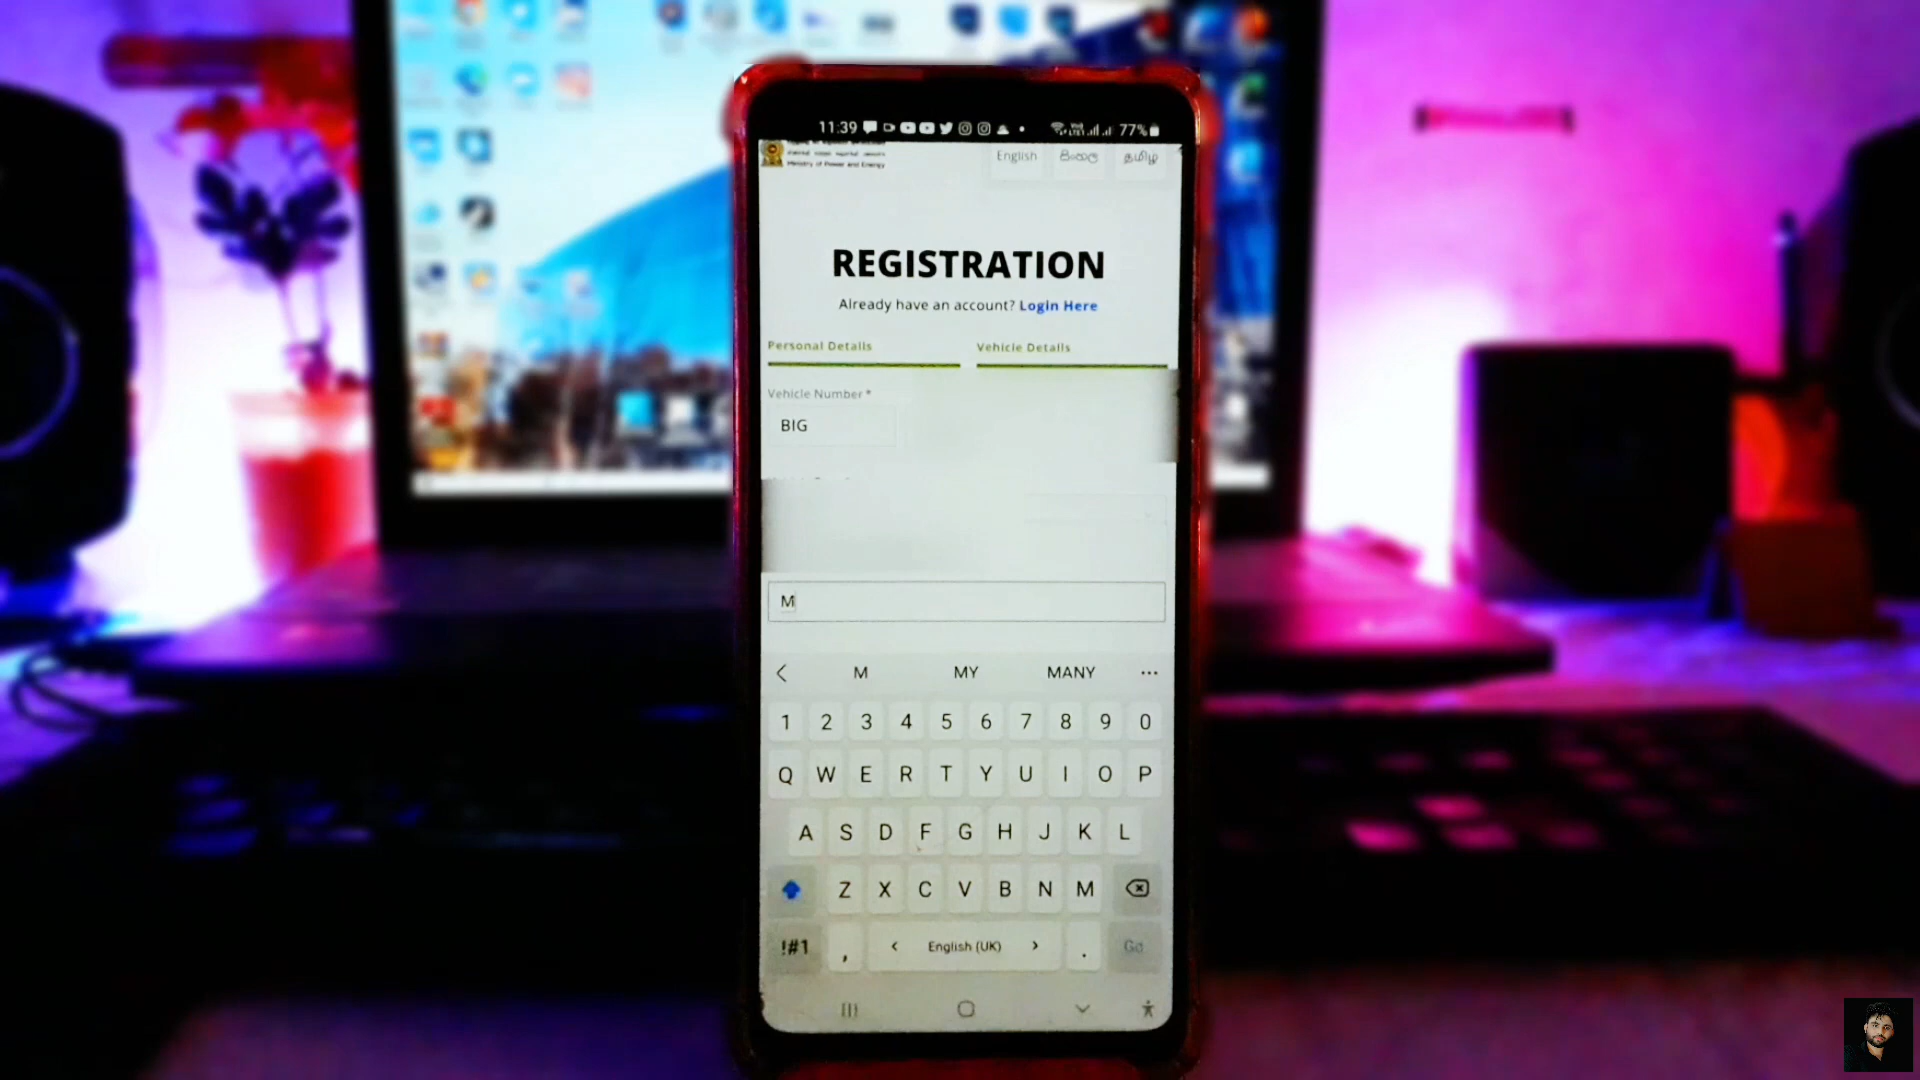 11:39 77%
Ministry of Power and Energy
English සිංහල தமிழ்
REGISTRATION
Already have an account? Login Here
Personal Details Vehicle Details
Vehicle Number *
BIG
M
M MY MANY
1 2 3 4 5 6 7 8 9 0
Q W E R T Y U I O P
A S D F G H J K L
Z X C V B N M
!#1 , < English (UK) > . Go